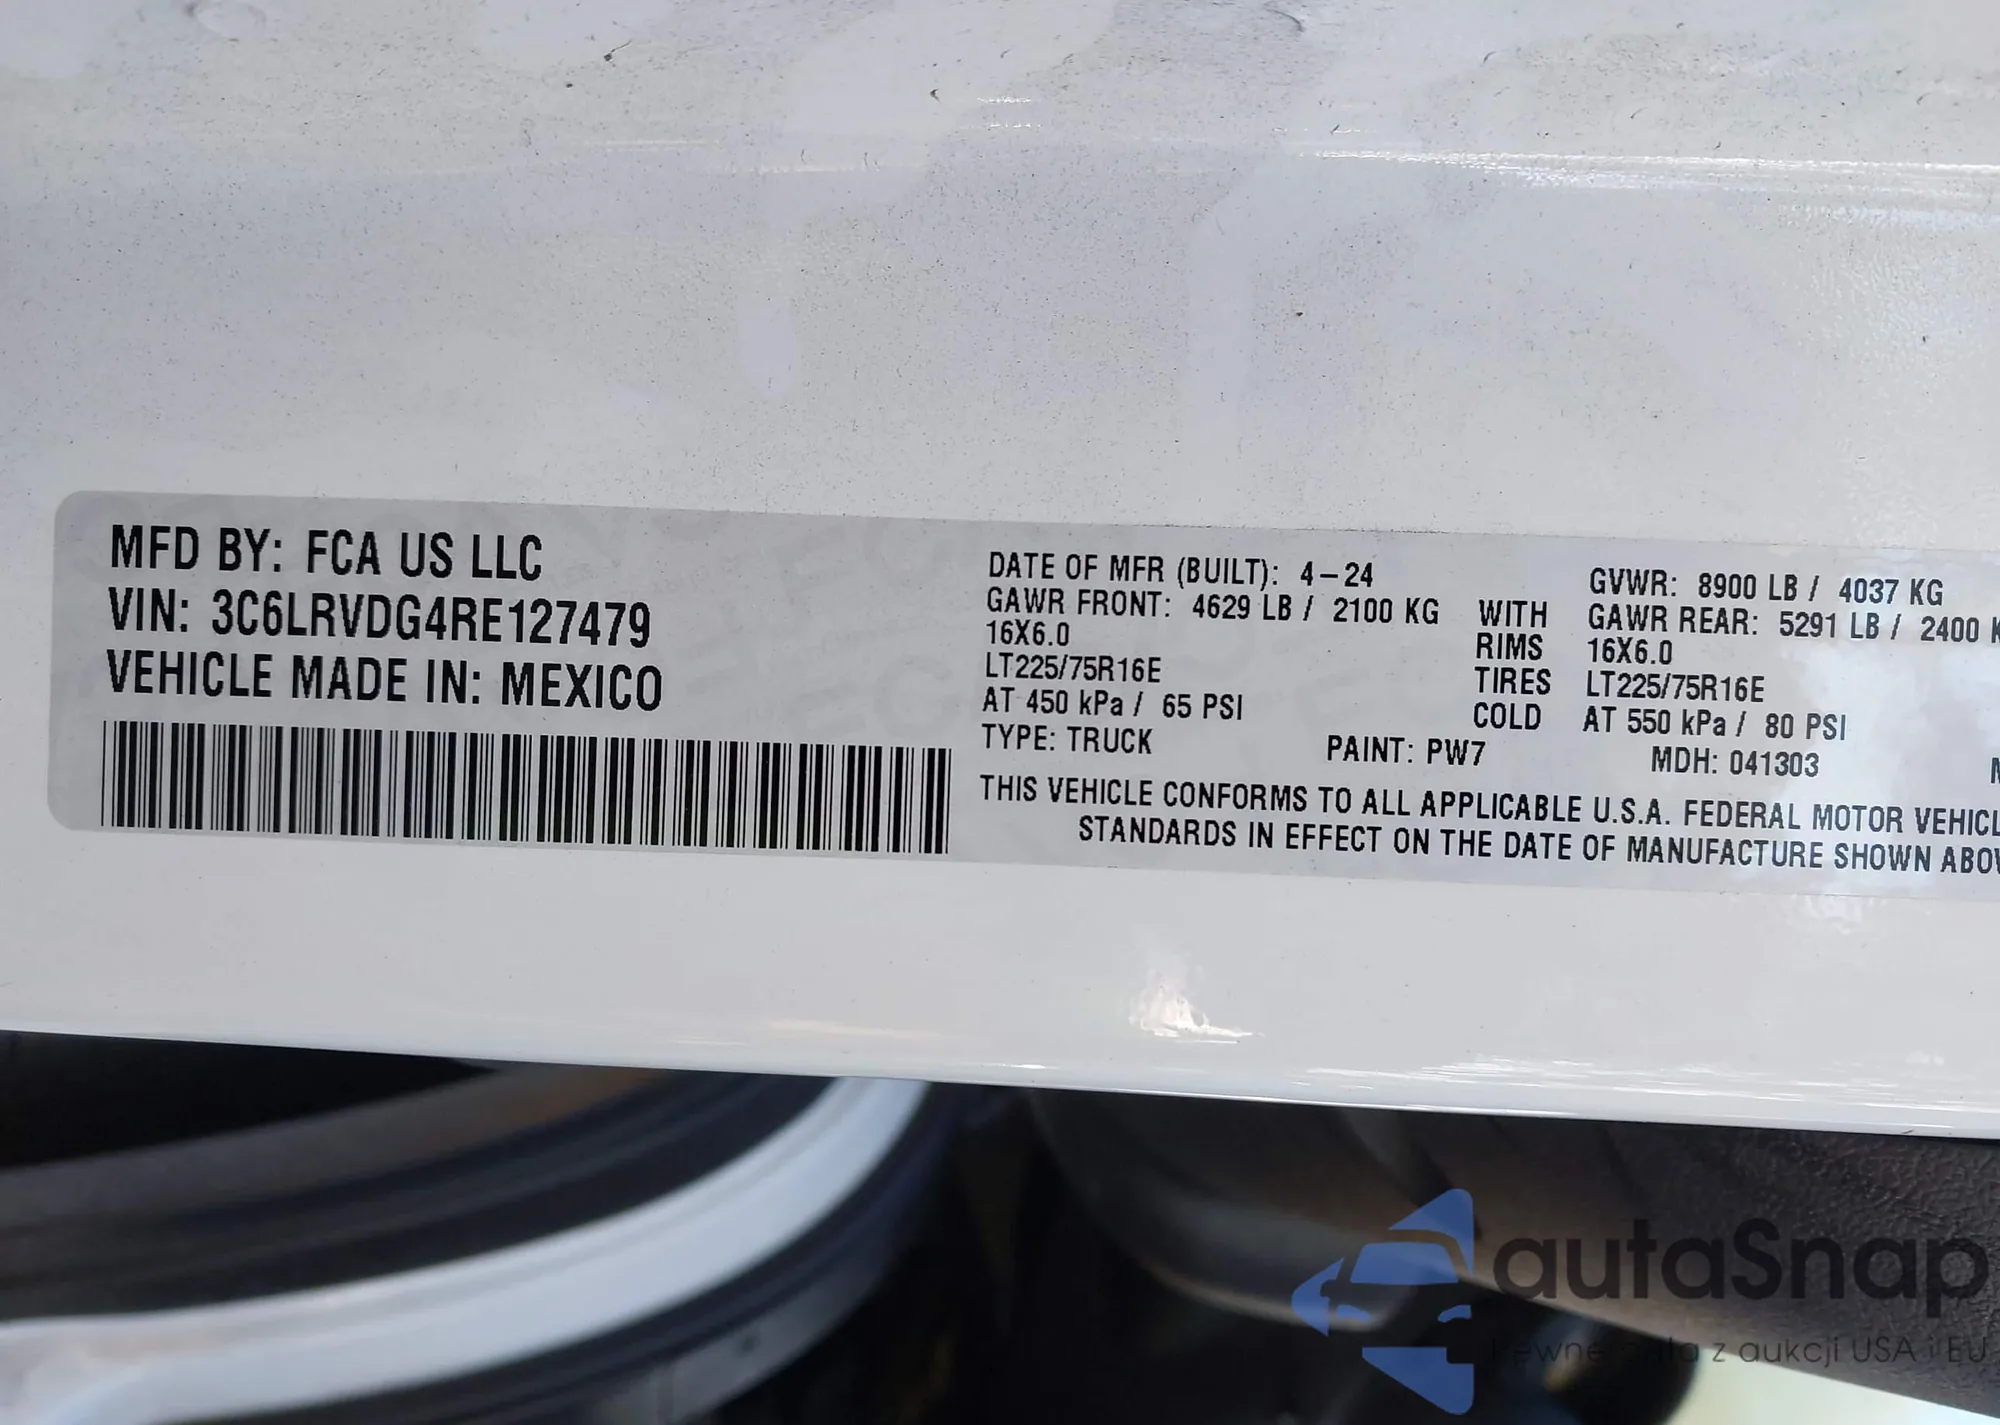 MFD BY: FCA US LLC
VIN: 3C6LRVDG4RE127479
VEHICLE MADE IN: MEXICO
DATE OF MFR (BUILT): 4-24 GVWR: 8900 LB / 4037 KG
GAWR FRONT: 4629 LB / 2100 KG WITH GAWR REAR: 5291 LB / 2400 K
16X6.0 RIMS 16X6.0
LT225/75R16E TIRES LT225/75R16E
AT 450 kPa / 65 PSI COLD AT 550 kPa / 80 PSI
TYPE: TRUCK PAINT: PW7 MDH: 041303
THIS VEHICLE CONFORMS TO ALL APPLICABLE U.S.A. FEDERAL MOTOR VEHICL
STANDARDS IN EFFECT ON THE DATE OF MANUFACTURE SHOWN ABOV
autaSnap
z aukcji USA i EU